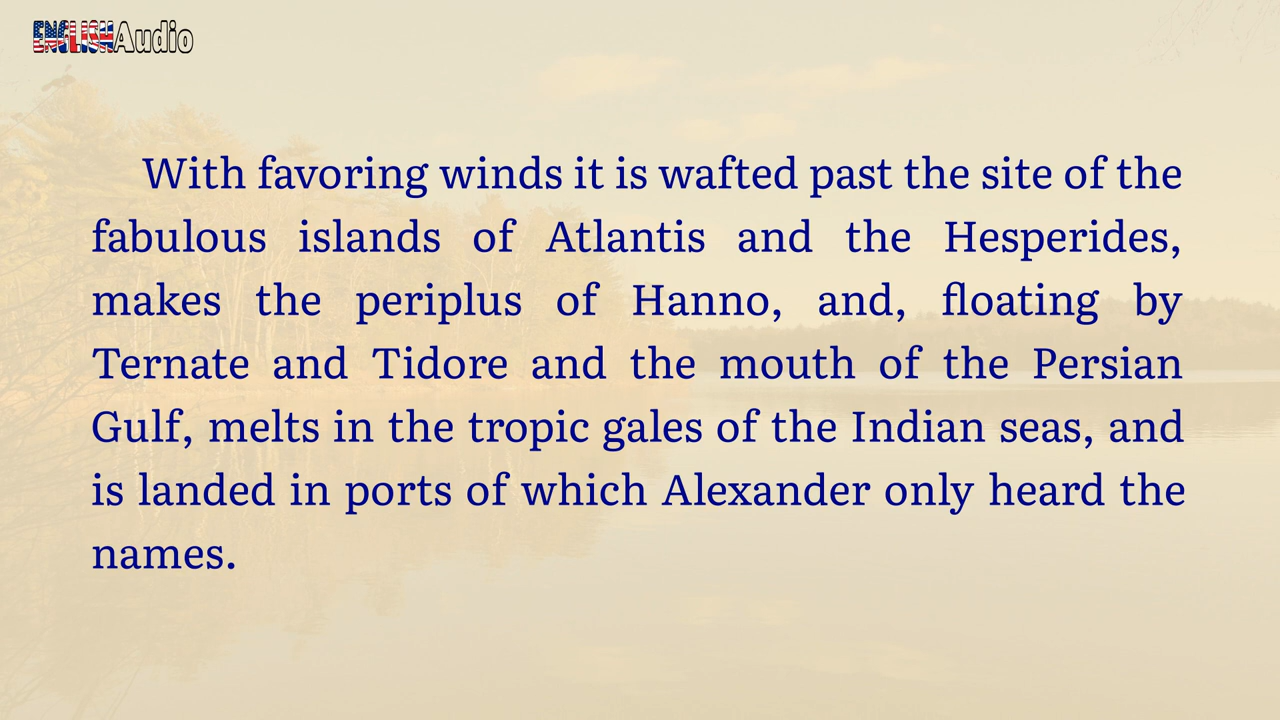 ENGLISHAudio
With favoring winds it is wafted past the site of the
fabulous islands of Atlantis and the Hesperides,
makes the periplus of Hanno, and, floating by
Ternate and Tidore and the mouth of the Persian
Gulf, melts in the tropic gales of the Indian seas, and
is landed in ports of which Alexander only heard the
names.